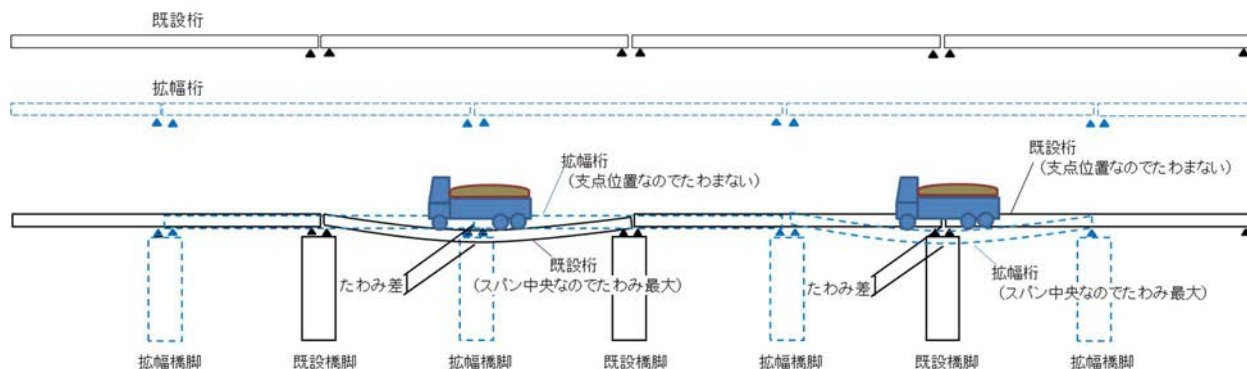 既設桁
拡幅桁
拡幅桁
(支点位置なのでたわまない)
既設桁
(支点位置なのでたわまない)
たわみ差
既設桁
(スパン中央なのでたわみ最大)
たわみ差
拡幅桁
(スパン中央なのでたわみ最大)
拡幅橋脚
既設橋脚
拡幅橋脚
既設橋脚
拡幅橋脚
既設橋脚
拡幅橋脚